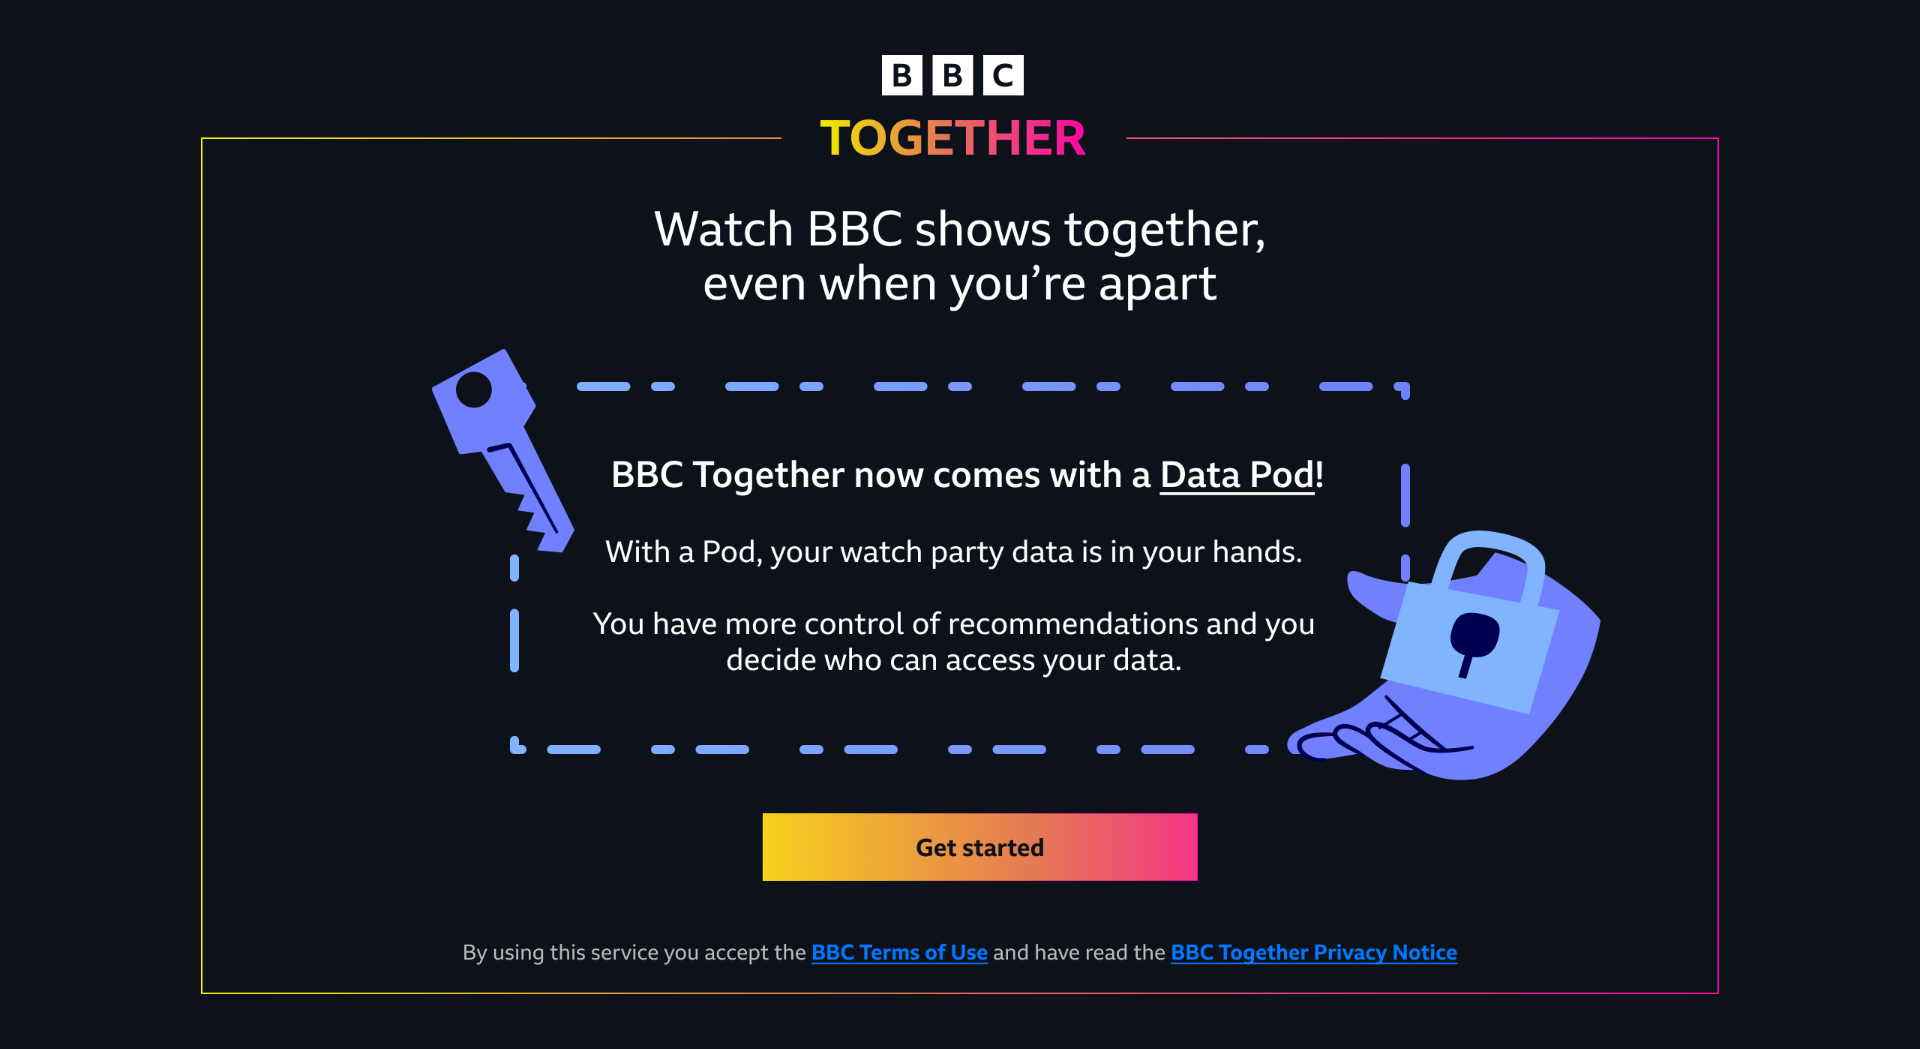 BBC
TOGETHER
Watch BBC shows together,
even when you’re apart
BBC Together now comes with a Data Pod!
With a Pod, your watch party data is in your hands.
You have more control of recommendations and you
decide who can access your data.
Get started
By using this service you accept the BBC Terms of Use and have read the BBC Together Privacy Notice